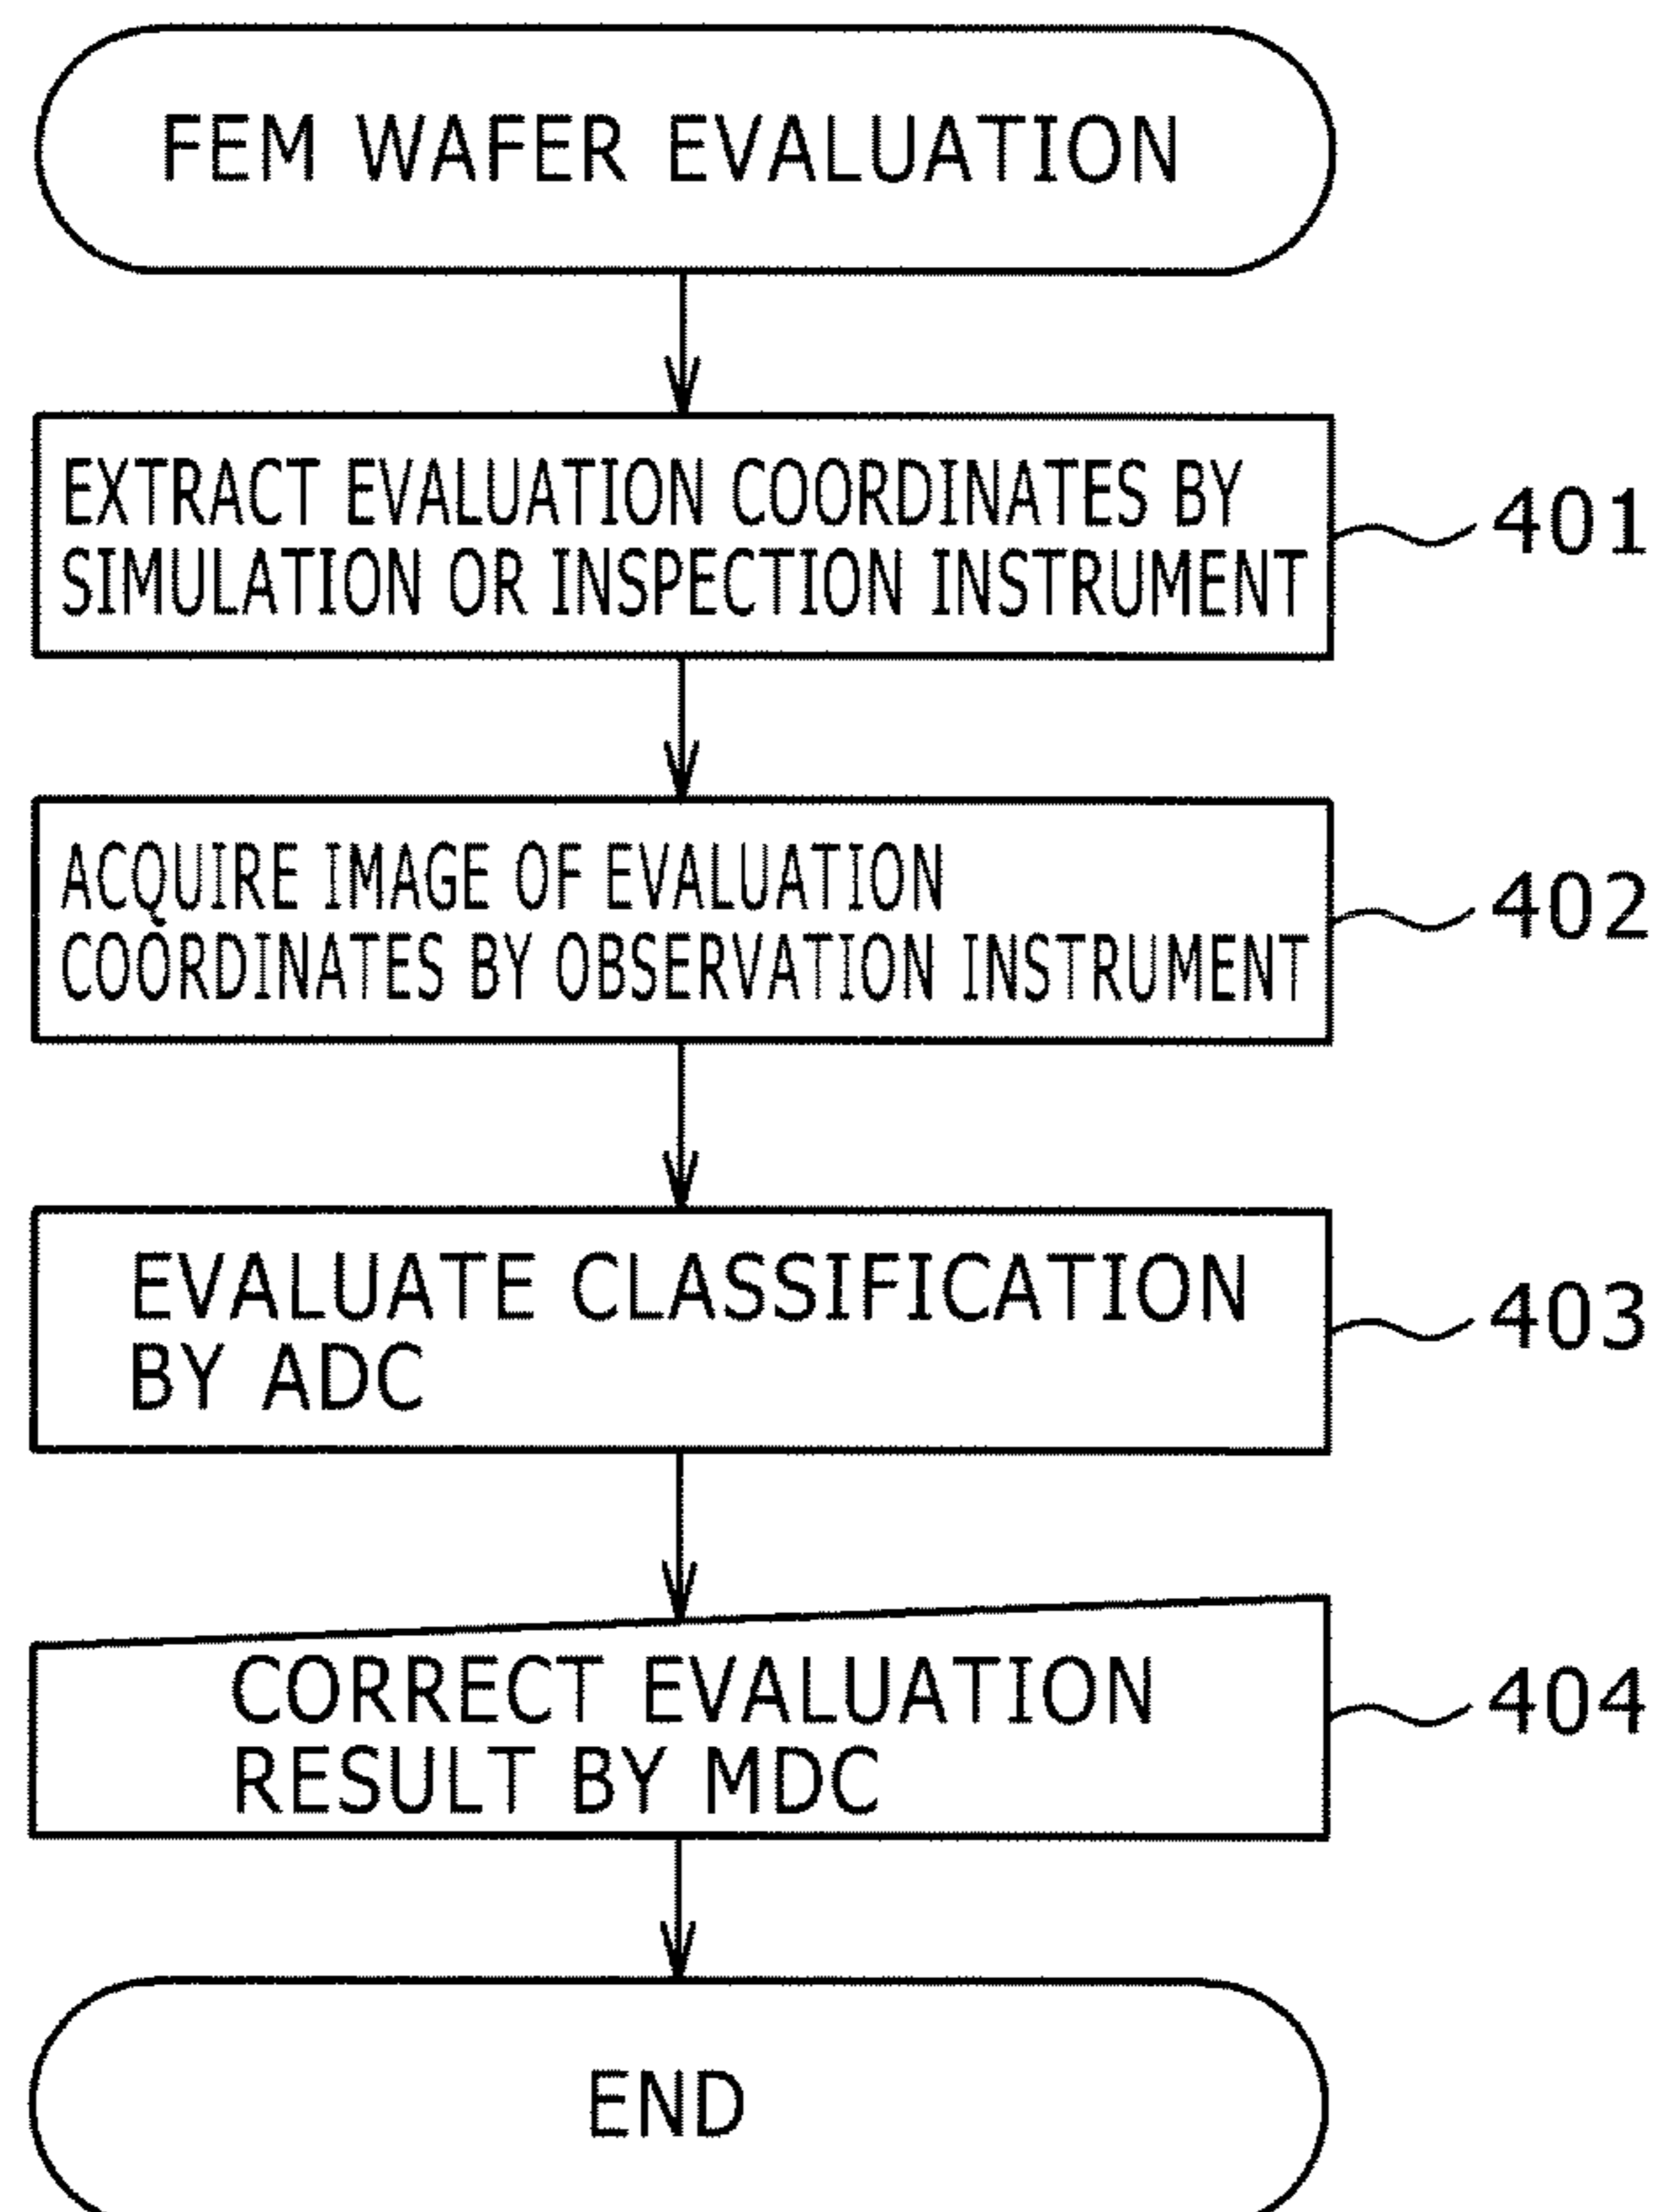 FEM WAFER EVALUATION
EXTRACT EVALUATION COORDINATES BY
SIMULATION OR INSPECTION INSTRUMENT
401
ACQUIRE IMAGE OF EVALUATION
COORDINATES BY OBSERVATION INSTRUMENT
402
EVALUATE CLASSIFICATION
BY ADC
403
CORRECT EVALUATION
RESULT BY MDC
404
END